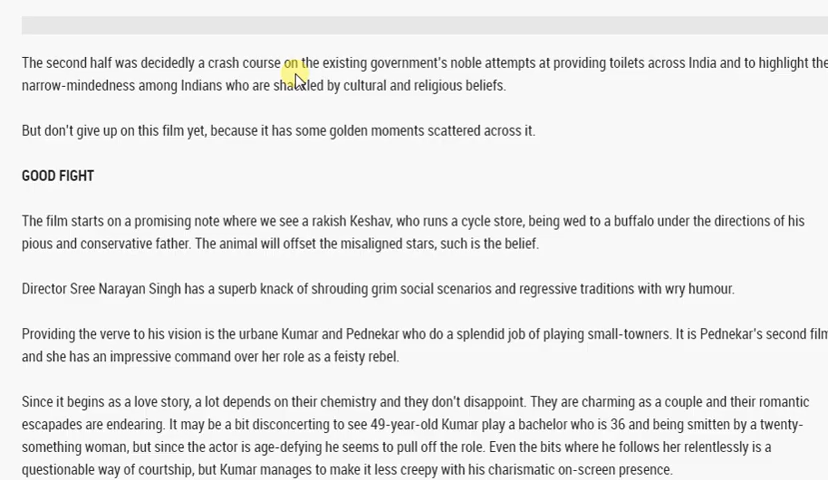 The second half was decidedly a crash course on the existing government's noble attempts at providing toilets across India and to highlight the
narrow-mindedness among Indians who are shackled by cultural and religious beliefs.
But don't give up on this film yet, because it has some golden moments scattered across it.
GOOD FIGHT
The film starts on a promising note where we see a rakish Keshav, who runs a cycle store, being wed to a buffalo under the directions of his
pious and conservative father. The animal will offset the misaligned stars, such is the belief.
Director Sree Narayan Singh has a superb knack of shrouding grim social scenarios and regressive traditions with wry humour.
Providing the verve to his vision is the urbane Kumar and Pednekar who do a splendid job of playing small-towners. It is Pednekar's second film
and she has an impressive command over her role as a feisty rebel.
Since it begins as a love story, a lot depends on their chemistry and they don't disappoint. They are charming as a couple and their romantic
escapades are endearing. It may be a bit disconcerting to see 49-year-old Kumar play a bachelor who is 36 and being smitten by a twenty-
something woman, but since the actor is age-defying he seems to pull off the role. Even the bits where he follows her relentlessly is a
questionable way of courtship, but Kumar manages to make it less creepy with his charismatic on-screen presence.